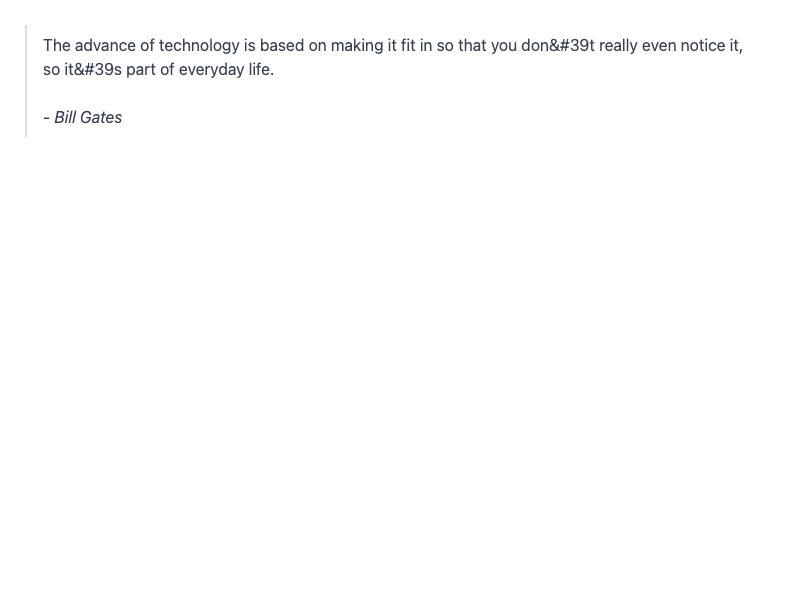 The advance of technology is based on making it fit in so that you don&#39t really even notice it,
so it&#39s part of everyday life.
- Bill Gates